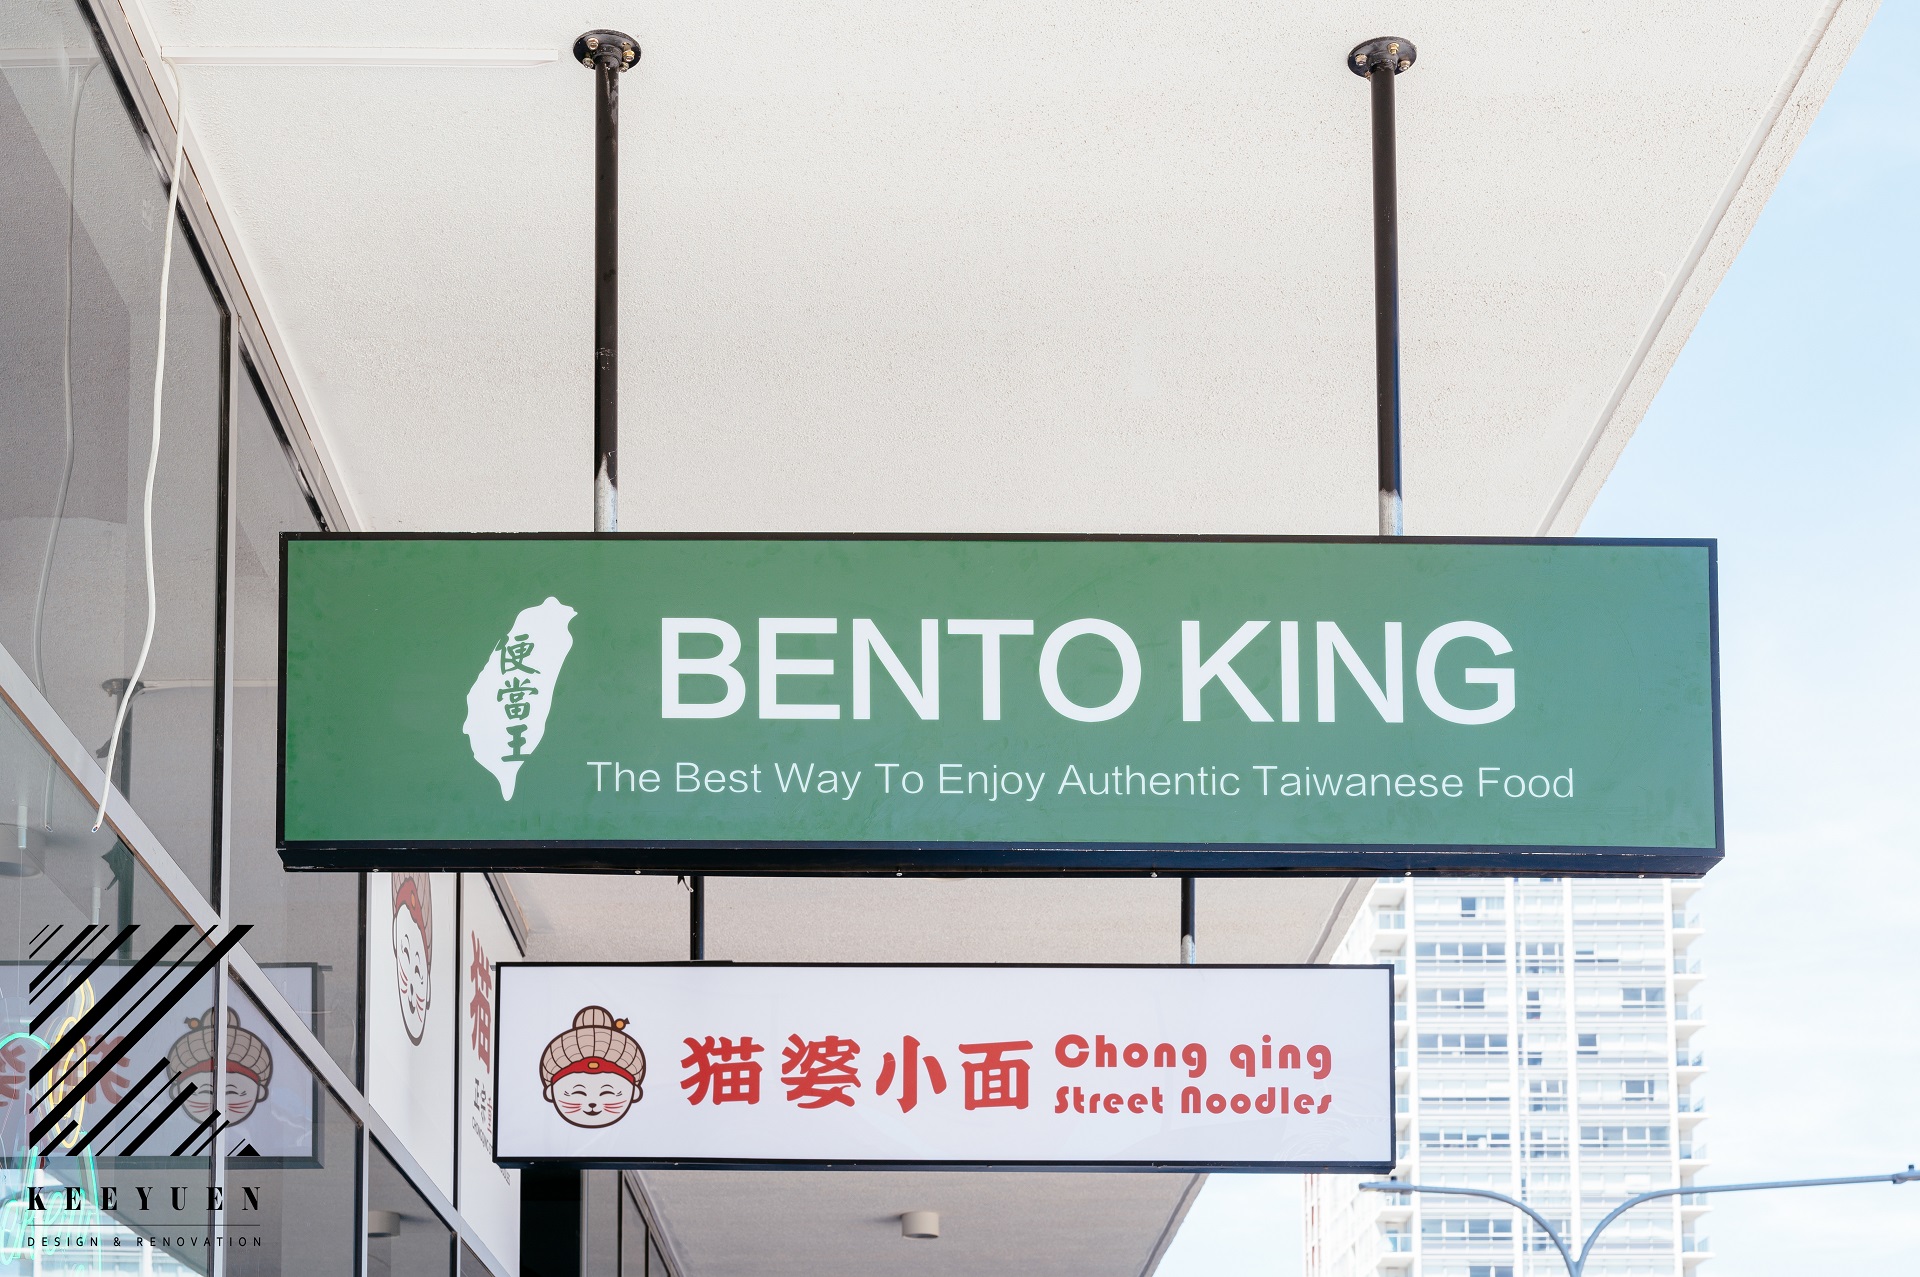 便當王
BENTO KING
The Best Way To Enjoy Authentic Taiwanese Food
猫婆小面
Chong qing
Street Noodles
猫
KEEYUEN
DESIGN & RENOVATION